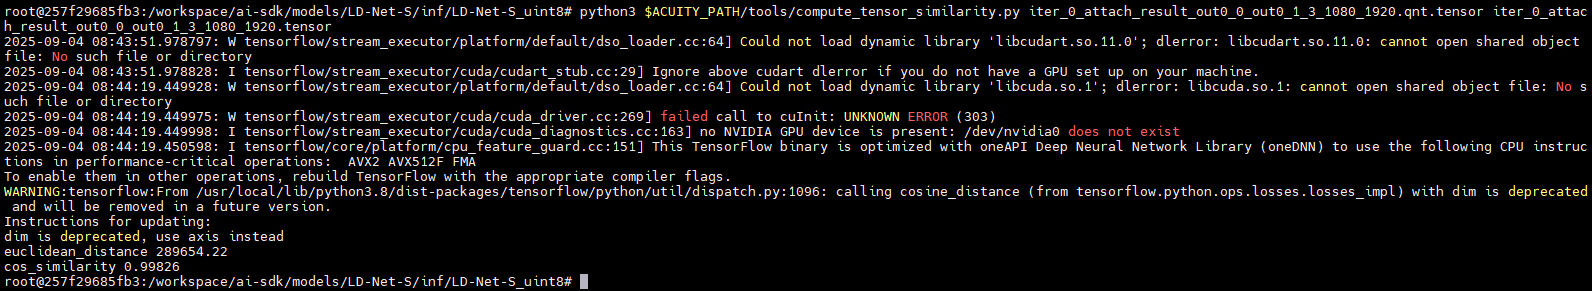 root@257f29685fb3:/workspace/ai-sdk/models/LD-Net-S/inf/LD-Net-S_uint8# python3 $ACUITY_PATH/tools/compute_tensor_similarity.py iter_0_attach_result_out0_0_out0_1_3_1080_1920.qnt.tensor iter_0_attac
h_result_out0_0_out0_1_3_1080_1920.tensor
2025-09-04 08:43:51.978797: W tensorflow/stream_executor/platform/default/dso_loader.cc:64] Could not load dynamic library 'libcudart.so.11.0'; dlerror: libcudart.so.11.0: cannot open shared object
file: No such file or directory
2025-09-04 08:43:51.978828: I tensorflow/stream_executor/cuda/cudart_stub.cc:29] Ignore above cudart dlerror if you do not have a GPU set up on your machine.
2025-09-04 08:44:19.449928: W tensorflow/stream_executor/platform/default/dso_loader.cc:64] Could not load dynamic library 'libcuda.so.1'; dlerror: libcuda.so.1: cannot open shared object file: No s
uch file or directory
2025-09-04 08:44:19.449975: W tensorflow/stream_executor/cuda/cuda_driver.cc:269] failed call to cuInit: UNKNOWN ERROR (303)
2025-09-04 08:44:19.449998: I tensorflow/stream_executor/cuda/cuda_diagnostics.cc:163] no NVIDIA GPU device is present: /dev/nvidia0 does not exist
2025-09-04 08:44:19.450598: I tensorflow/core/platform/cpu_feature_guard.cc:151] This TensorFlow binary is optimized with oneAPI Deep Neural Network Library (oneDNN) to use the following CPU instruc
tions in performance-critical operations:  AVX2 AVX512F FMA
To enable them in other operations, rebuild TensorFlow with the appropriate compiler flags.
WARNING:tensorflow:From /usr/local/lib/python3.8/dist-packages/tensorflow/python/util/dispatch.py:1096: calling cosine_distance (from tensorflow.python.ops.losses.losses_impl) with dim is deprecated
 and will be removed in a future version.
Instructions for updating:
dim is deprecated, use axis instead
euclidean_distance 289654.22
cos_similarity 0.99826
root@257f29685fb3:/workspace/ai-sdk/models/LD-Net-S/inf/LD-Net-S_uint8#